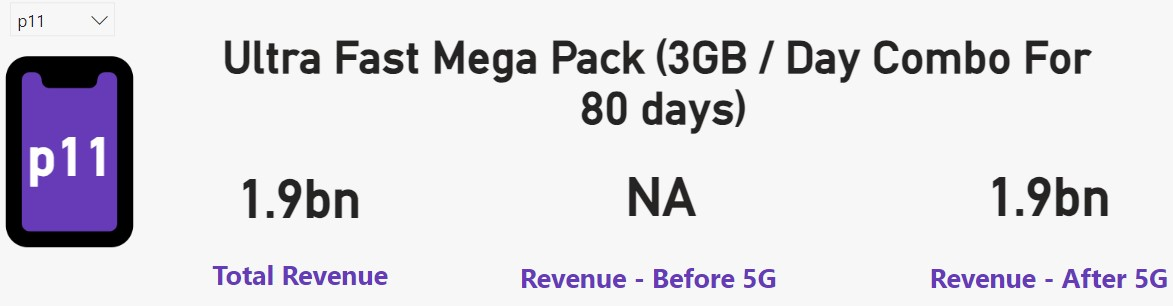 p11
Ultra Fast Mega Pack (3GB / Day Combo For
80 days)
p11
1.9bn NA 1.9bn
Total Revenue Revenue - Before 5G Revenue - After 5G